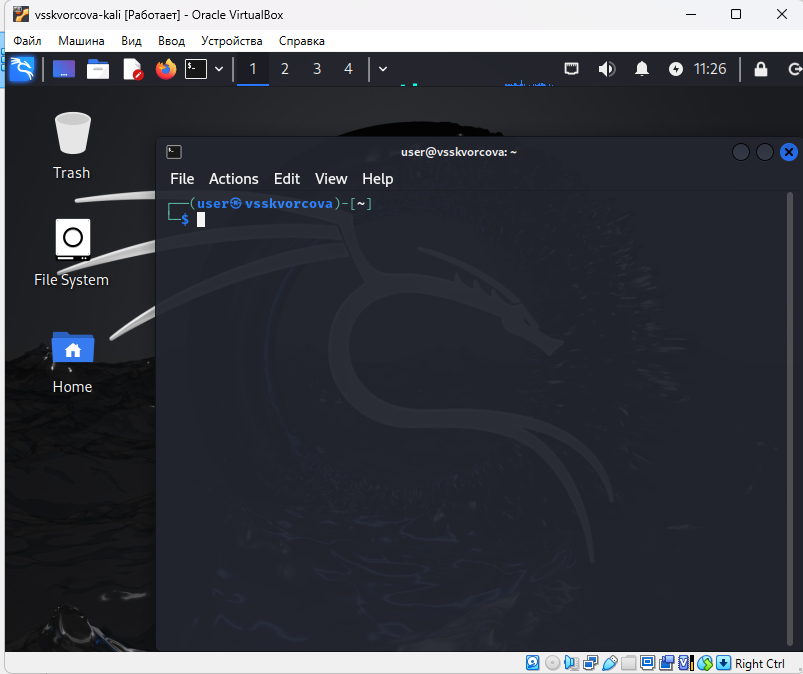 vsskvorcova-kali [Работает] - Oracle VirtualBox
Файл Машина Вид Ввод Устройства Справка
1 2 3 4 11:26
Trash
File System
Home
user@vsskvorcova: ~
File Actions Edit View Help
┌──(user㉿vsskvorcova)-[~]
└─$
Right Ctrl